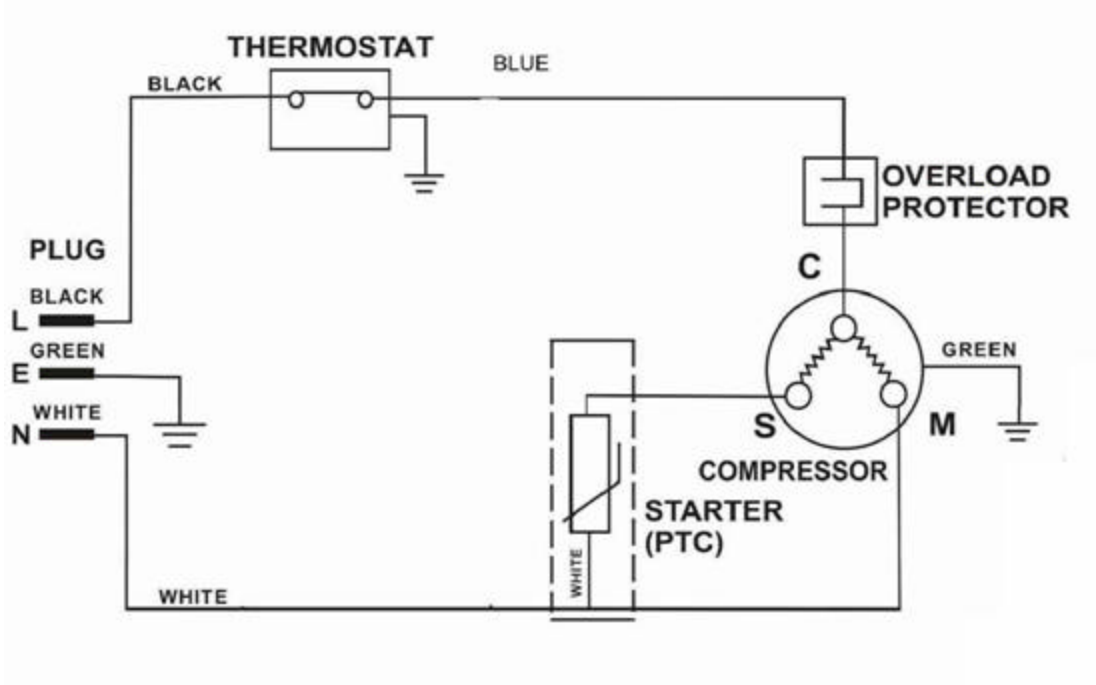 THERMOSTAT
BLUE
BLACK
OVERLOAD
PROTECTOR
PLUG
C
BLACK
L
GREEN
E
GREEN
WHITE
N
S
M
COMPRESSOR
STARTER
(PTC)
WHITE
WHITE